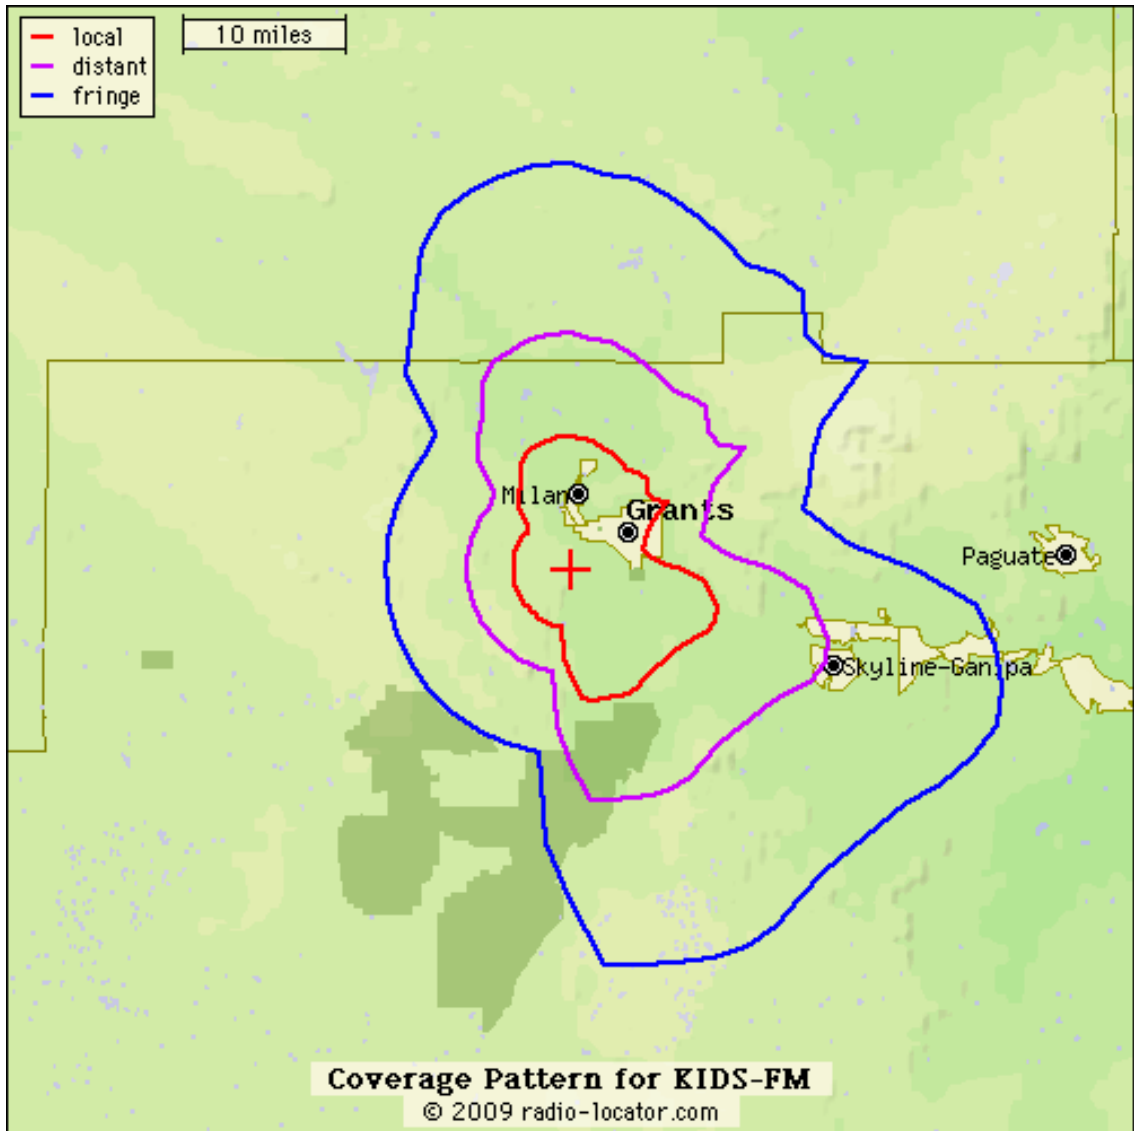 local
distant
fringe
10 miles
Milan
Grants
Paguate
Skyline-Ganipa
Coverage Pattern for KIDS-FM
© 2009 radio-locator.com